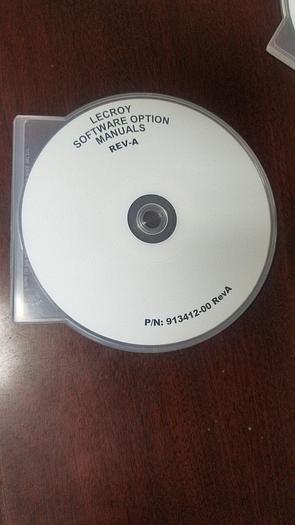 LECROY
SOFTWARE OPTION
MANUALS
REV-A
P/N: 913412-00 RevA